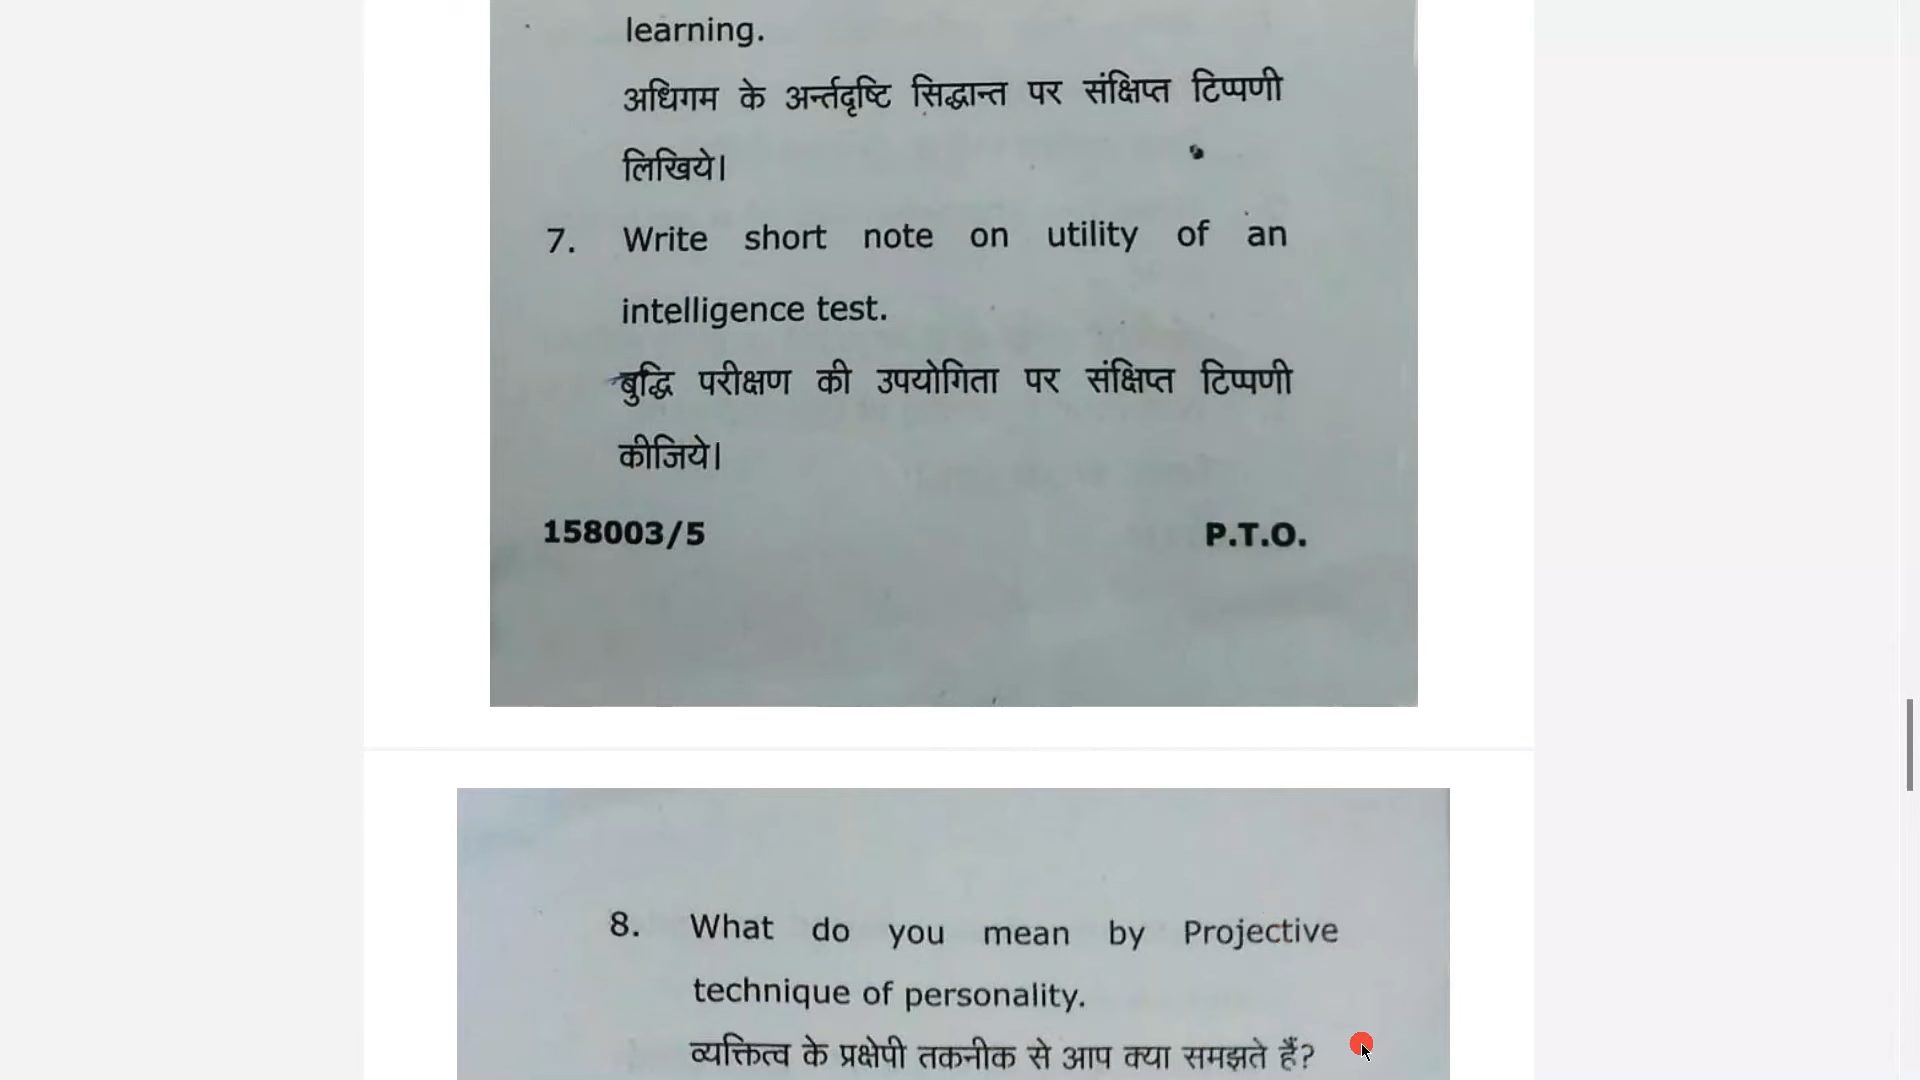 learning.
अधिगम के अर्न्तदृष्टि सिद्धान्त पर संक्षिप्त टिप्पणी
लिखिये।
7. Write short note on utility of an
intelligence test.
बुद्धि परीक्षण की उपयोगिता पर संक्षिप्त टिप्पणी
कीजिये।
158003/5 P.T.O.
8. What do you mean by Projective
technique of personality.
व्यक्तित्व के प्रक्षेपी तकनीक से आप क्या समझते हैं?